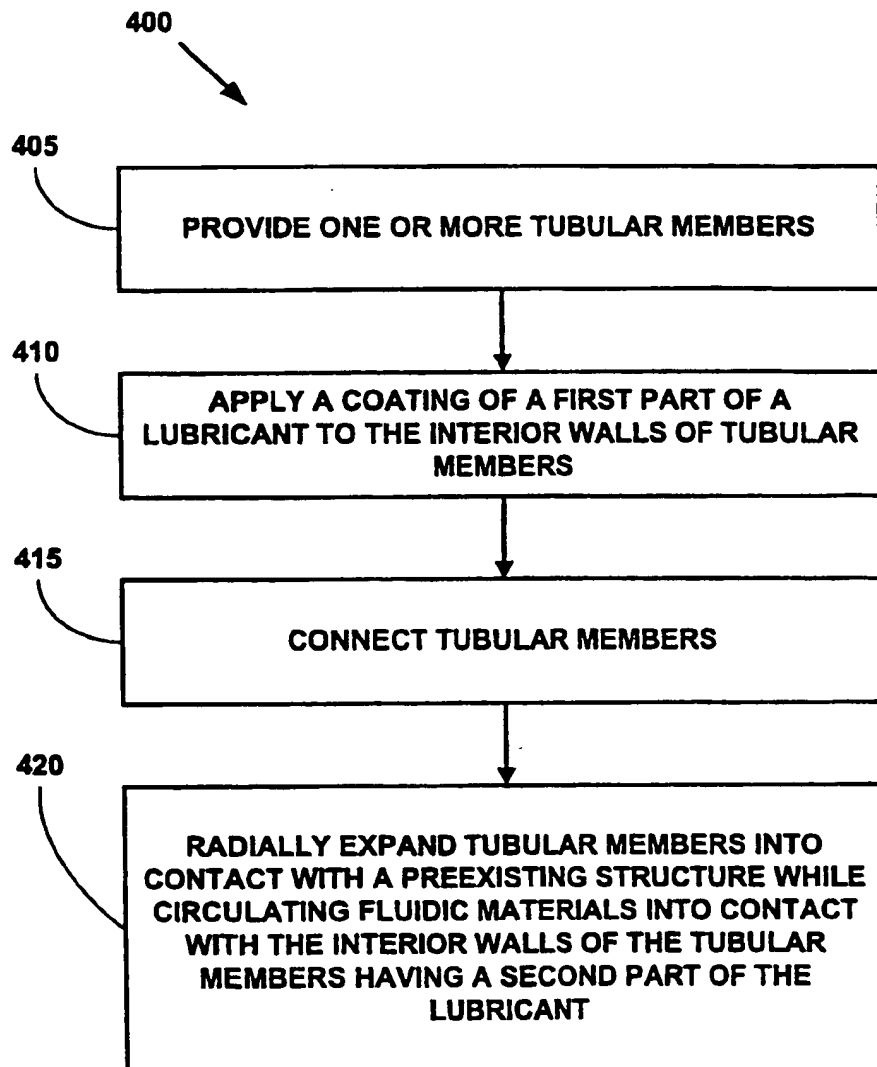 400
405
PROVIDE ONE OR MORE TUBULAR MEMBERS
410
APPLY A COATING OF A FIRST PART OF A
LUBRICANT TO THE INTERIOR WALLS OF TUBULAR
MEMBERS
415
CONNECT TUBULAR MEMBERS
420
RADIALLY EXPAND TUBULAR MEMBERS INTO
CONTACT WITH A PREEXISTING STRUCTURE WHILE
CIRCULATING FLUIDIC MATERIALS INTO CONTACT
WITH THE INTERIOR WALLS OF THE TUBULAR
MEMBERS HAVING A SECOND PART OF THE
LUBRICANT